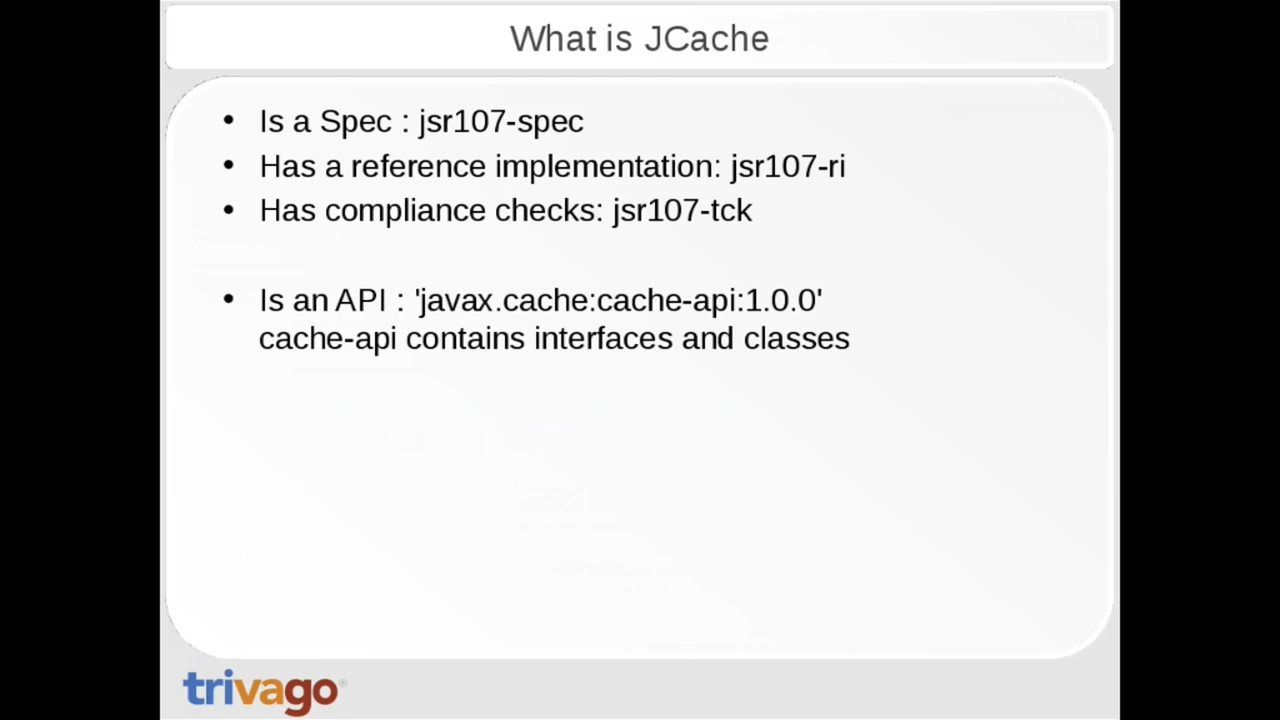 What is JCache
• Is a Spec : jsr107-spec
• Has a reference implementation: jsr107-ri
• Has compliance checks: jsr107-tck
• Is an API : 'javax.cache:cache-api:1.0.0'
cache-api contains interfaces and classes
trivago®